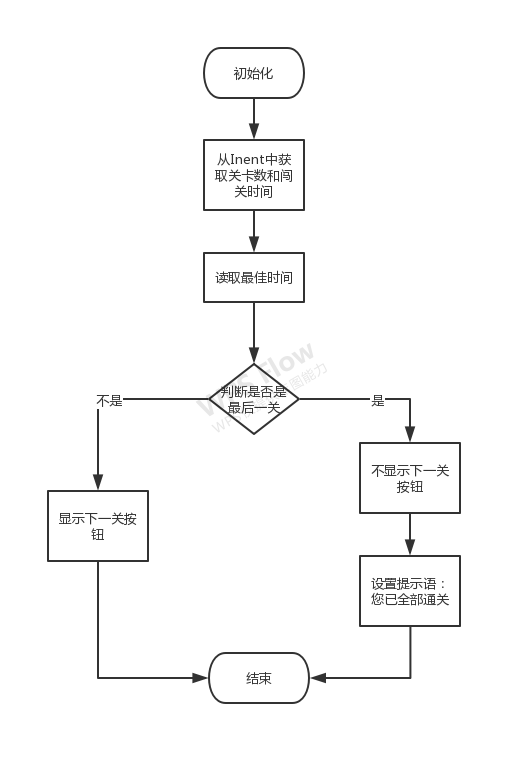 初始化
从Inent中获
取关卡数和闯
关时间
读取最佳时间
判断是否是
最后一关
不是
是
不显示下一关
按钮
显示下一关按
钮
设置提示语：
您已全部通关
结束